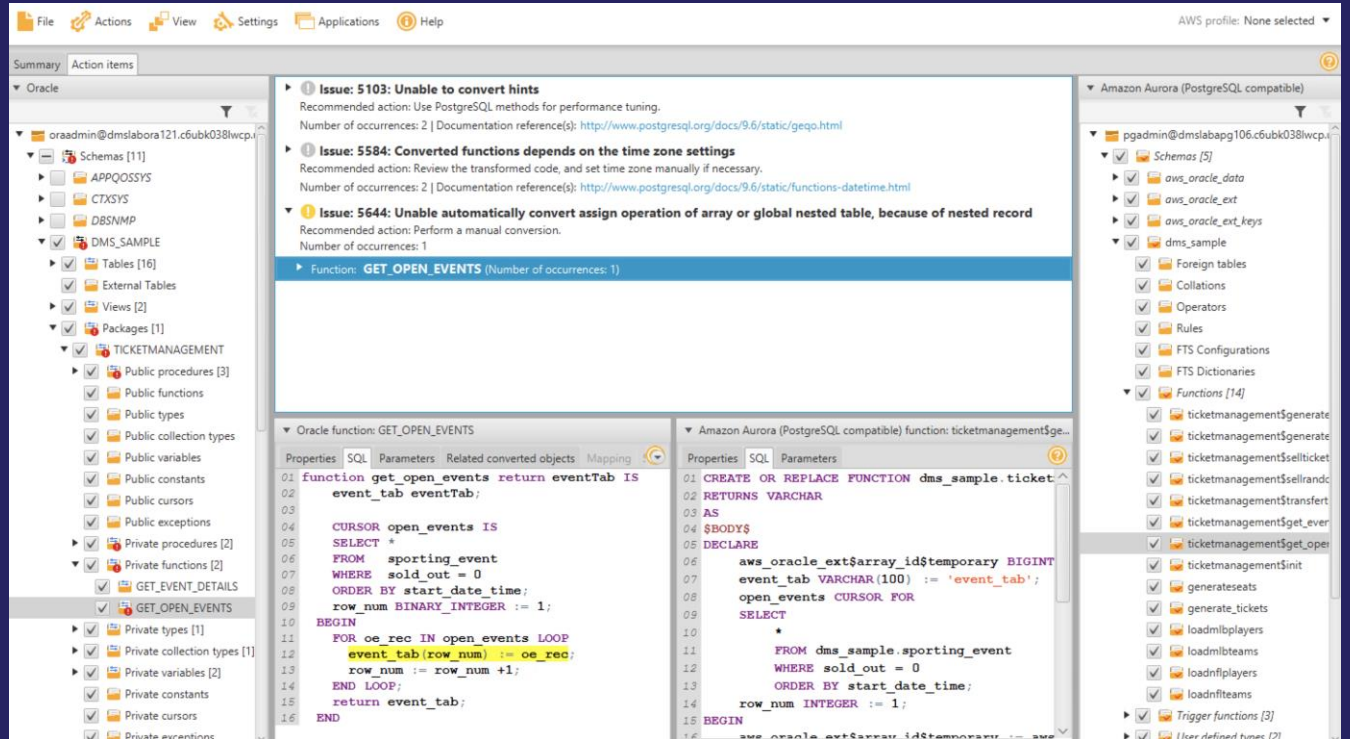 File Actions View Settings Applications Help
AWS profile: None selected
Summary Action items
Oracle
oraadmin@dmslabora121.c6ubk038lwcp.
Schemas [11]
APPQOSSYS
CTXSYS
DBSNMP
DMS_SAMPLE
Tables [16]
External Tables
Views [2]
Packages [1]
TICKETMANAGEMENT
Public procedures [3]
Public functions
Public types
Public collection types
Public variables
Public constants
Public cursors
Public exceptions
Private procedures [2]
Private functions [2]
GET_EVENT_DETAILS
GET_OPEN_EVENTS
Private types [1]
Private collection types [1]
Private variables [2]
Private constants
Private cursors
Private exceptions
Issue: 5103: Unable to convert hints
Recommended action: Use PostgreSQL methods for performance tuning.
Number of occurrences: 2 | Documentation reference(s): http://www.postgresql.org/docs/9.6/static/geqo.html
Issue: 5584: Converted functions depends on the time zone settings
Recommended action: Review the transformed code, and set time zone manually if necessary.
Number of occurrences: 2 | Documentation reference(s): http://www.postgresql.org/docs/9.6/static/functions-datetime.html
Issue: 5644: Unable automatically convert assign operation of array or global nested table, because of nested record
Recommended action: Perform a manual conversion.
Number of occurrences: 1
Function: GET_OPEN_EVENTS (Number of occurrences: 1)
Oracle function: GET_OPEN_EVENTS
Properties SQL Parameters Related converted objects Mapping
01 function get_open_events return eventTab IS
02 event_tab eventTab;
03
04 CURSOR open_events IS
05 SELECT *
06 FROM sporting_event
07 WHERE sold_out = 0
08 ORDER BY start_date_time;
09 row_num BINARY_INTEGER := 1;
10 BEGIN
11 FOR oe_rec IN open_events LOOP
12 event_tab(row_num) := oe_rec;
13 row_num := row_num +1;
14 END LOOP;
15 return event_tab;
16 END
Amazon Aurora (PostgreSQL compatible) function: ticketmanagement$ge...
Properties SQL Parameters
01 CREATE OR REPLACE FUNCTION dms_sample.ticket
02 RETURNS VARCHAR
03 AS
04 $BODY$
05 DECLARE
06 aws_oracle_ext$array_id$temporary BIGINT
07 event_tab VARCHAR(100) := 'event_tab';
08 open_events CURSOR FOR
09 SELECT
10 *
11 FROM dms_sample.sporting_event
12 WHERE sold_out = 0
13 ORDER BY start_date_time;
14 row_num INTEGER := 1;
15 BEGIN
16 aws_oracle_ext$array_id$temporary := aws
Amazon Aurora (PostgreSQL compatible)
pgadmin@dmslabapg106.c6ubk038lwcp.
Schemas [5]
aws_oracle_data
aws_oracle_ext
aws_oracle_ext_keys
dms_sample
Foreign tables
Collations
Operators
Rules
FTS Configurations
FTS Dictionaries
Functions [14]
ticketmanagement$generate
ticketmanagement$generate
ticketmanagement$sellticket
ticketmanagement$sellrando
ticketmanagement$transfert
ticketmanagement$get_ever
ticketmanagement$get_oper
ticketmanagement$init
generateseats
generate_tickets
loadmlbplayers
loadmlbteams
loadnflplayers
loadnflteams
Trigger functions [3]
User defined types [2]